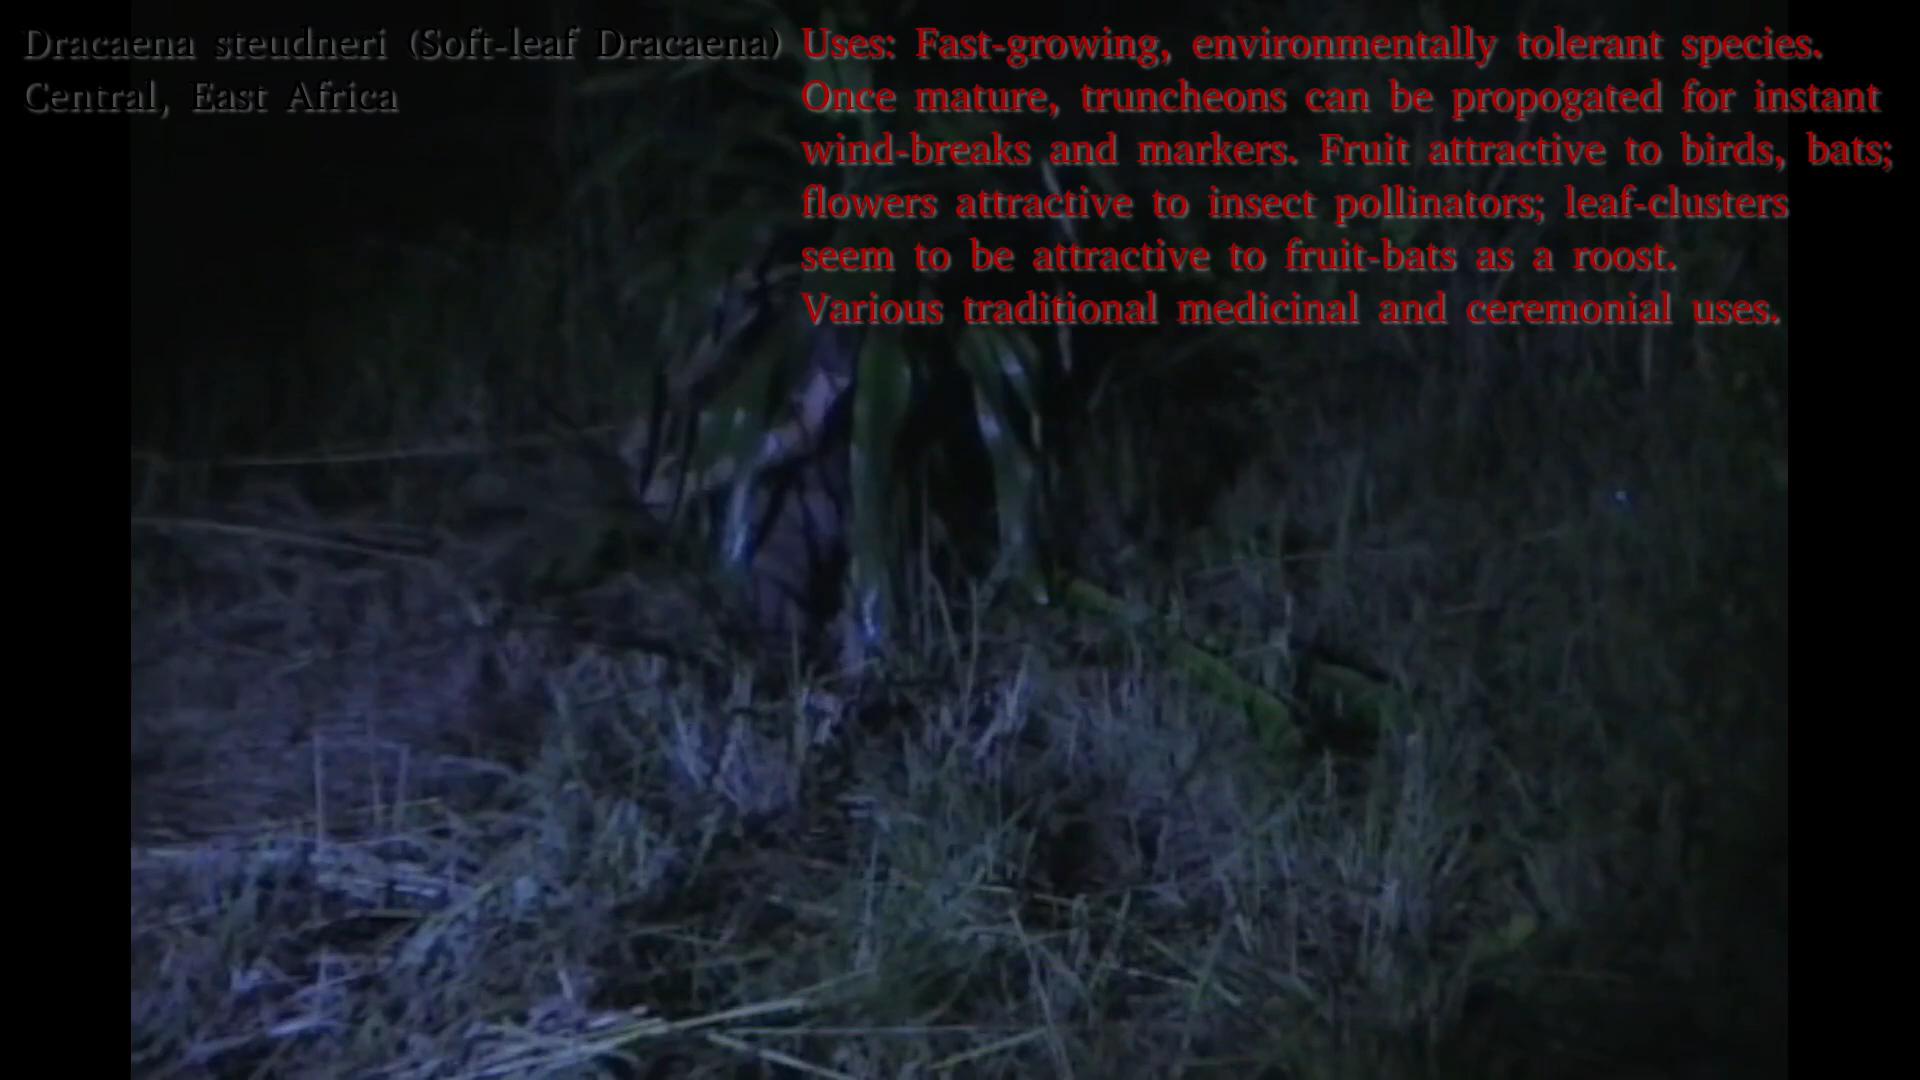 Dracaena steudneri (Soft-leaf Dracaena)
Central, East Africa
Uses: Fast-growing, environmentally tolerant species.
Once mature, truncheons can be propogated for instant
wind-breaks and markers. Fruit attractive to birds, bats;
flowers attractive to insect pollinators; leaf-clusters
seem to be attractive to fruit-bats as a roost.
Various traditional medicinal and ceremonial uses.